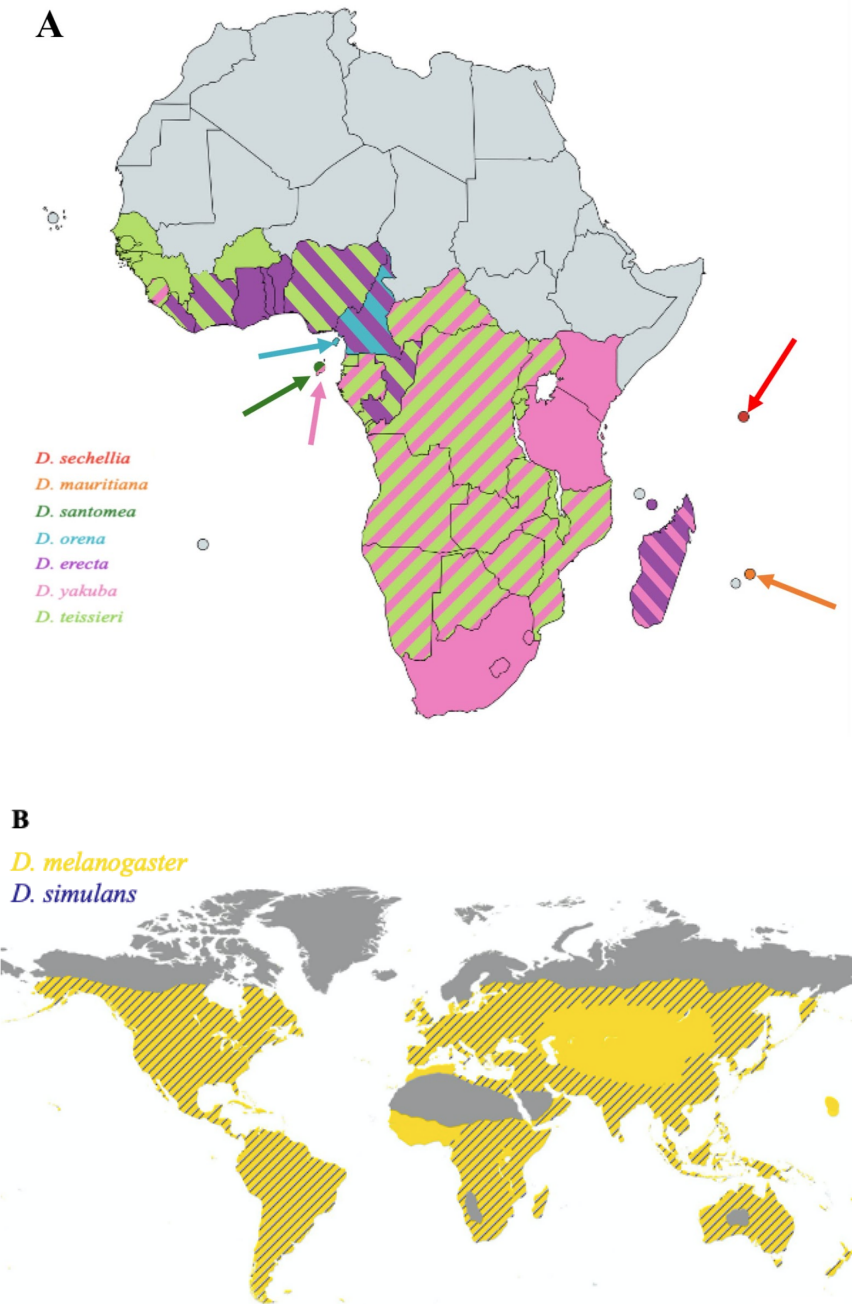 A
D. sechellia
D. mauritiana
D. santomea
D. orena
D. erecta
D. yakuba
D. teissieri
B
D. melanogaster
D. simulans